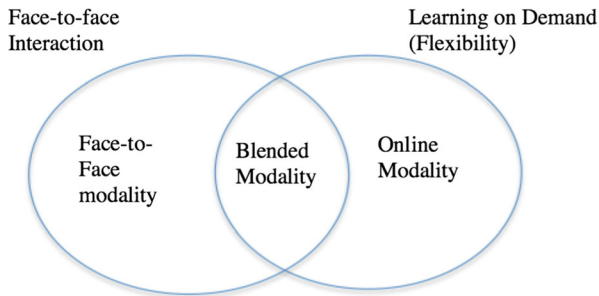 Face-to-face
Interaction
Learning on Demand
(Flexibility)
Face-to-
Face
modality
Blended
Modality
Online
Modality